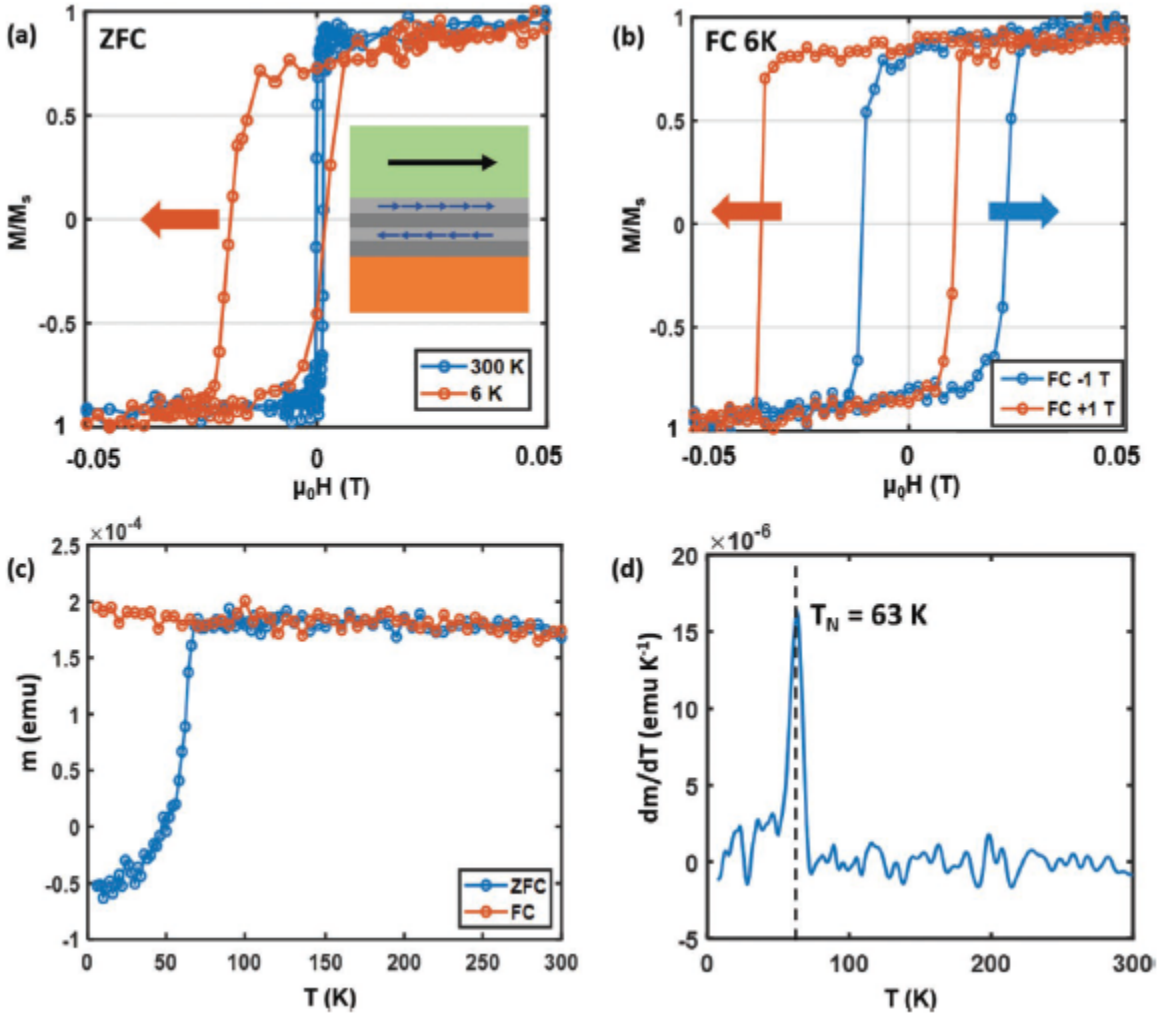 (a)
ZFC
1
0.5
0
-0.5
1
M/Mₛ
300 K
6 K
-0.05
0
0.05
μ₀H (T)
(b)
FC 6K
1
0.5
0
-0.5
1
M/Mₛ
FC -1 T
FC +1 T
-0.05
0
0.05
μ₀H (T)
(c)
×10⁻⁴
2.5
2
1.5
1
0.5
0
-0.5
-1
m (emu)
ZFC
FC
0 50 100 150 200 250 300
T (K)
(d)
×10⁻⁶
20
15
10
5
0
-5
dm/dT (emu K⁻¹)
T_N = 63 K
0 100 200 300
T (K)